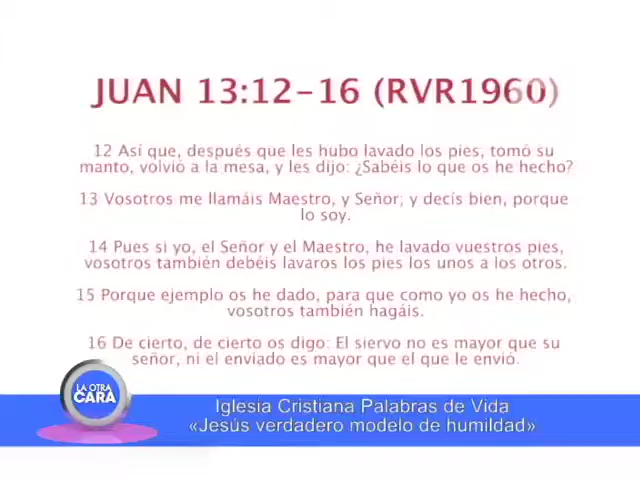 JUAN 13:12-16 (RVR1960)
12 Así que, después que les hubo lavado los pies, tomó su
manto, volvió a la mesa, y les dijo: ¿Sabéis lo que os he hecho?
13 Vosotros me llamáis Maestro, y Señor; y decís bien, porque
lo soy.
14 Pues si yo, el Señor y el Maestro, he lavado vuestros pies,
vosotros también debéis lavaros los pies los unos a los otros.
15 Porque ejemplo os he dado, para que como yo os he hecho,
vosotros también hagáis.
16 De cierto, de cierto os digo: El siervo no es mayor que su
señor, ni el enviado es mayor que el que le envió.
LA OTRA
CARA
Iglesia Cristiana Palabras de Vida
«Jesús verdadero modelo de humildad»